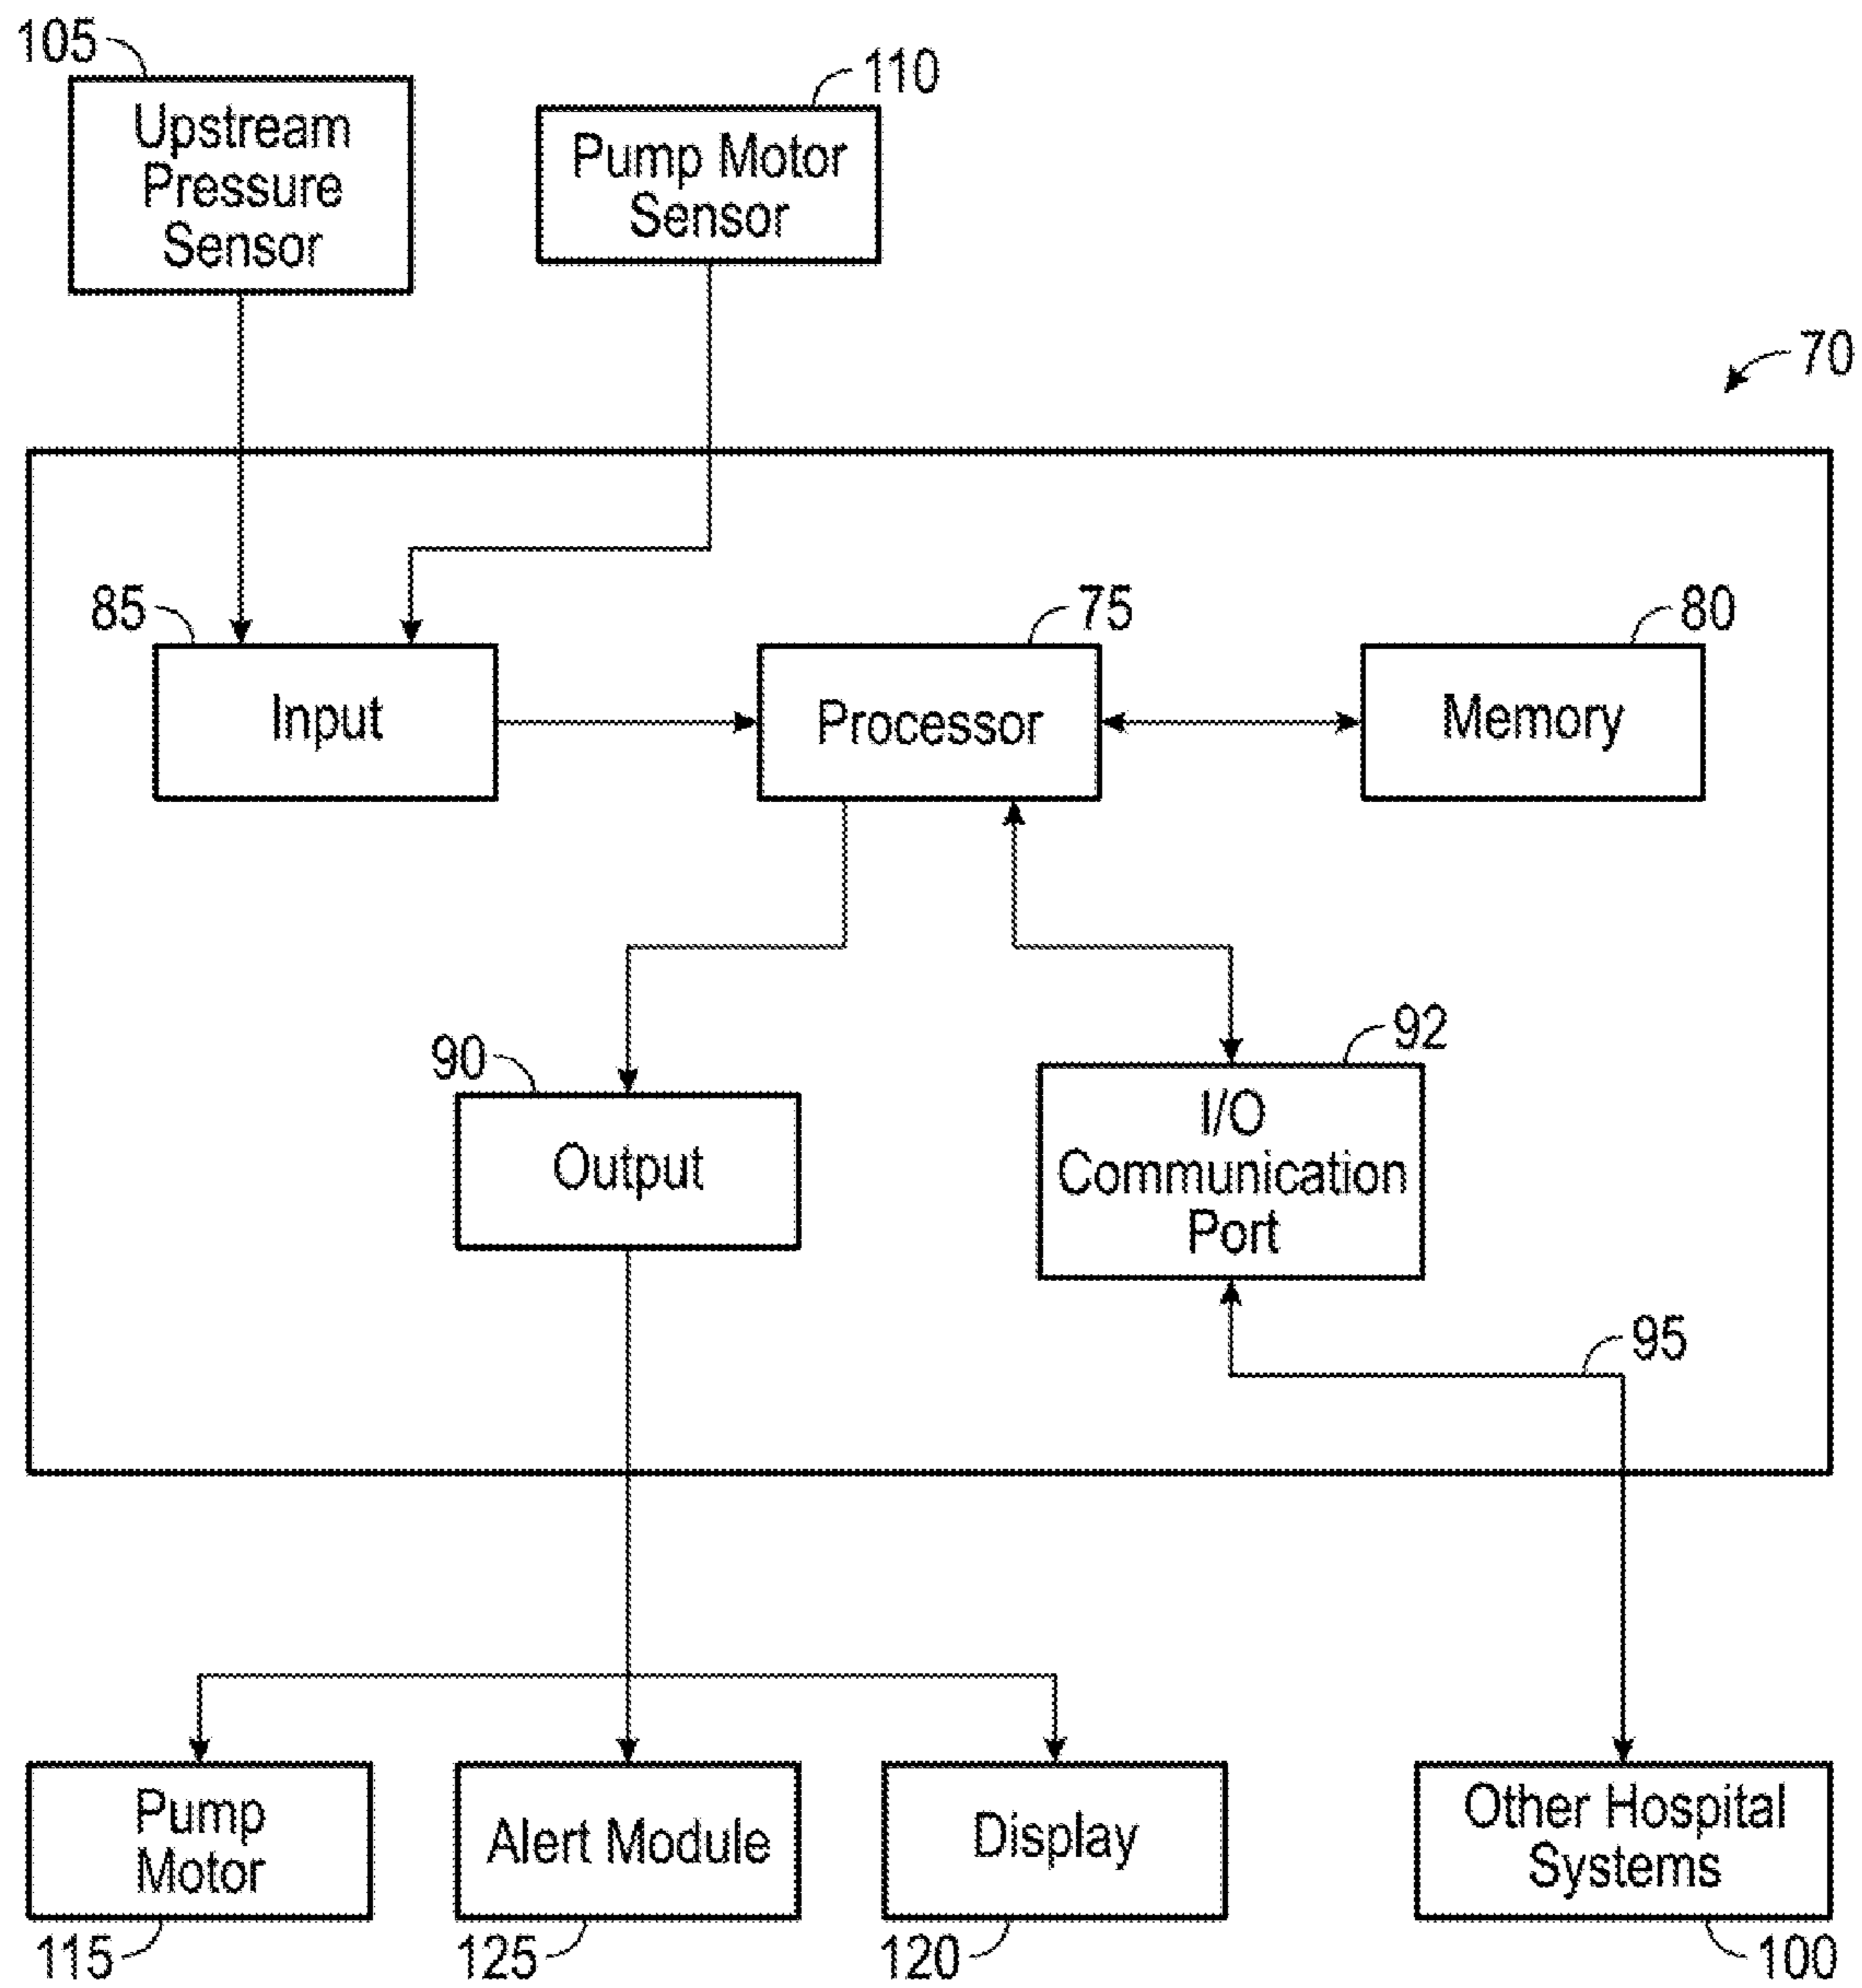 105
Upstream
Pressure
Sensor
110
Pump Motor
Sensor
70
85
Input
75
Processor
80
Memory
90
Output
92
I/O
Communication
Port
95
Pump
Motor
115
Alert Module
125
Display
120
Other Hospital
Systems
100